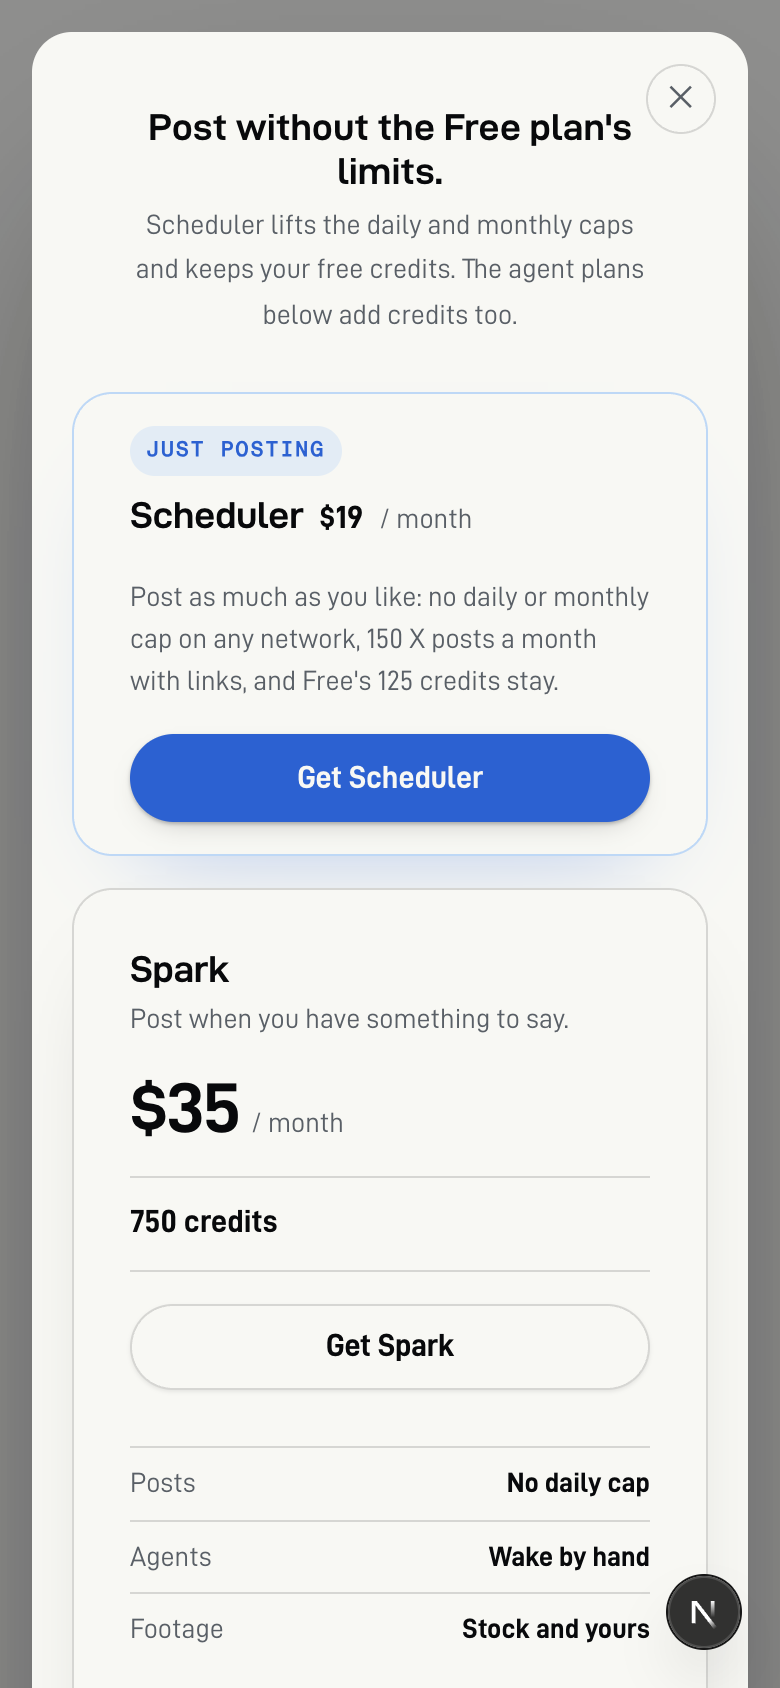 Post without the Free plan's
limits.
Scheduler lifts the daily and monthly caps
and keeps your free credits. The agent plans
below add credits too.
JUST POSTING
Scheduler $19 / month
Post as much as you like: no daily or monthly
cap on any network, 150 X posts a month
with links, and Free's 125 credits stay.
Get Scheduler
Spark
Post when you have something to say.
$35 / month
750 credits
Get Spark
Posts No daily cap
Agents Wake by hand
Footage Stock and yours
N